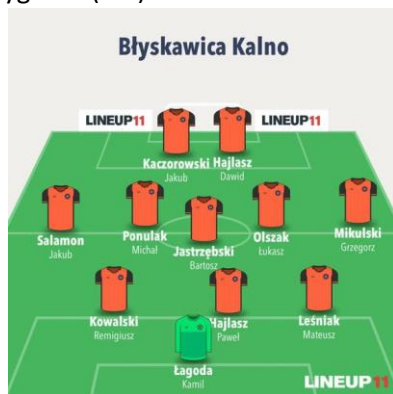 Błyskawica Kalno
LINEUP11 LINEUP11
Kaczorowski Hajlasz
Jakub Dawid
Salamon Ponulak Jastrzębski Olszak Mikulski
Jakub Michał Bartosz Łukasz Grzegorz
Kowalski Hajlasz Leśniak
Remigiusz Paweł Mateusz
Łagoda
Kamil
LINEUP11